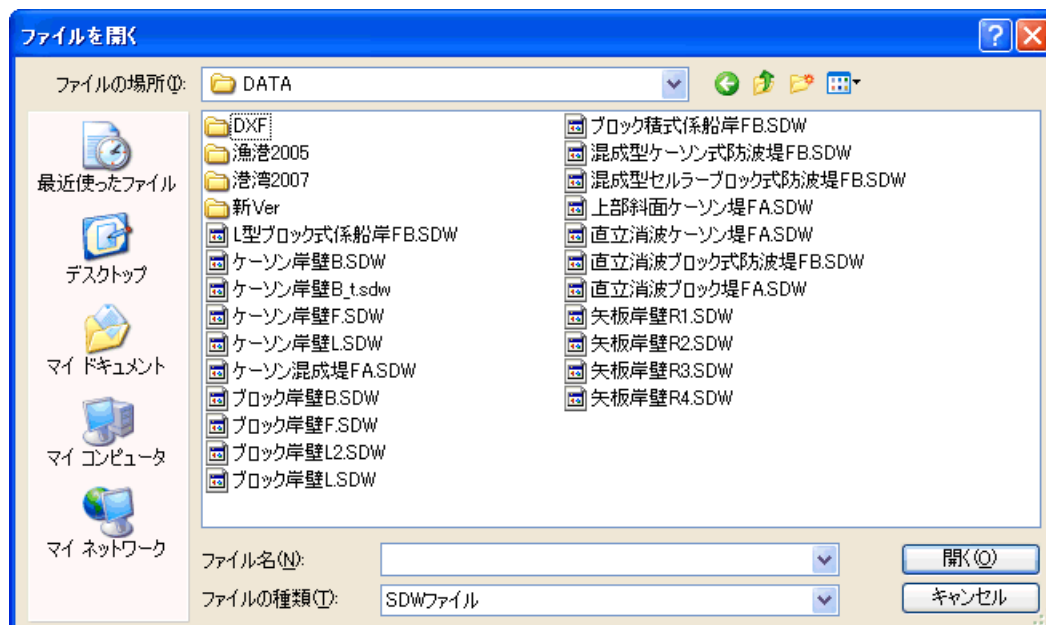 ファイルを開く
ファイルの場所(I):
DATA
最近使ったファイル
デスクトップ
マイ ドキュメント
マイ コンピュータ
マイ ネットワーク
DXF
漁港2005
港湾2007
新Ver
L型ブロック式係船岸FB.SDW
ケーソン岸壁B.SDW
ケーソン岸壁B_t.sdw
ケーソン岸壁F.SDW
ケーソン岸壁L.SDW
ケーソン混成堤FA.SDW
ブロック岸壁B.SDW
ブロック岸壁F.SDW
ブロック岸壁L2.SDW
ブロック岸壁L.SDW
ブロック積式係船岸FB.SDW
混成型ケーソン式防波堤FB.SDW
混成型セルラーブロック式防波堤FB.SDW
上部斜面ケーソン堤FA.SDW
直立消波ケーソン堤FA.SDW
直立消波ブロック式防波堤FB.SDW
直立消波ブロック堤FA.SDW
矢板岸壁R1.SDW
矢板岸壁R2.SDW
矢板岸壁R3.SDW
矢板岸壁R4.SDW
ファイル名(N):
開く(O)
ファイルの種類(T):
SDWファイル
キャンセル